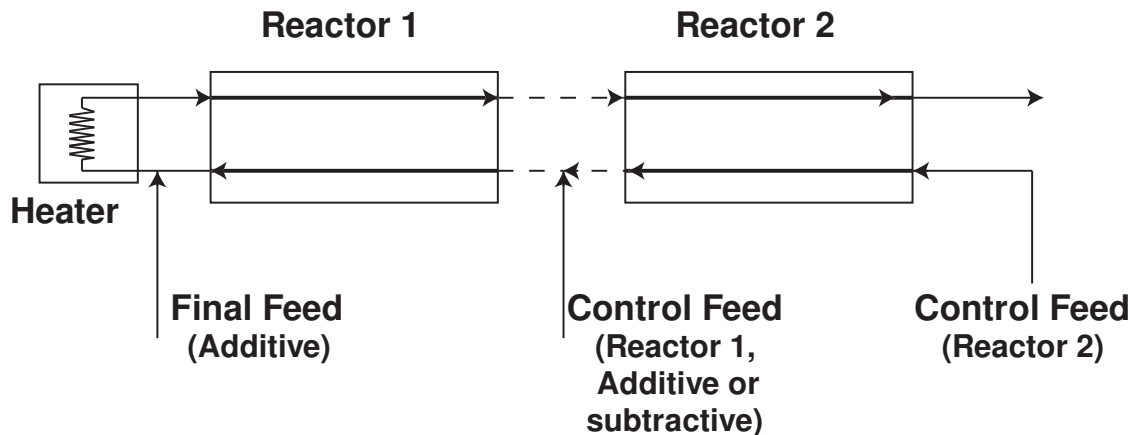 Reactor 1
Reactor 2
Heater
Final Feed
(Additive)
Control Feed
(Reactor 1,
Additive or
subtractive)
Control Feed
(Reactor 2)